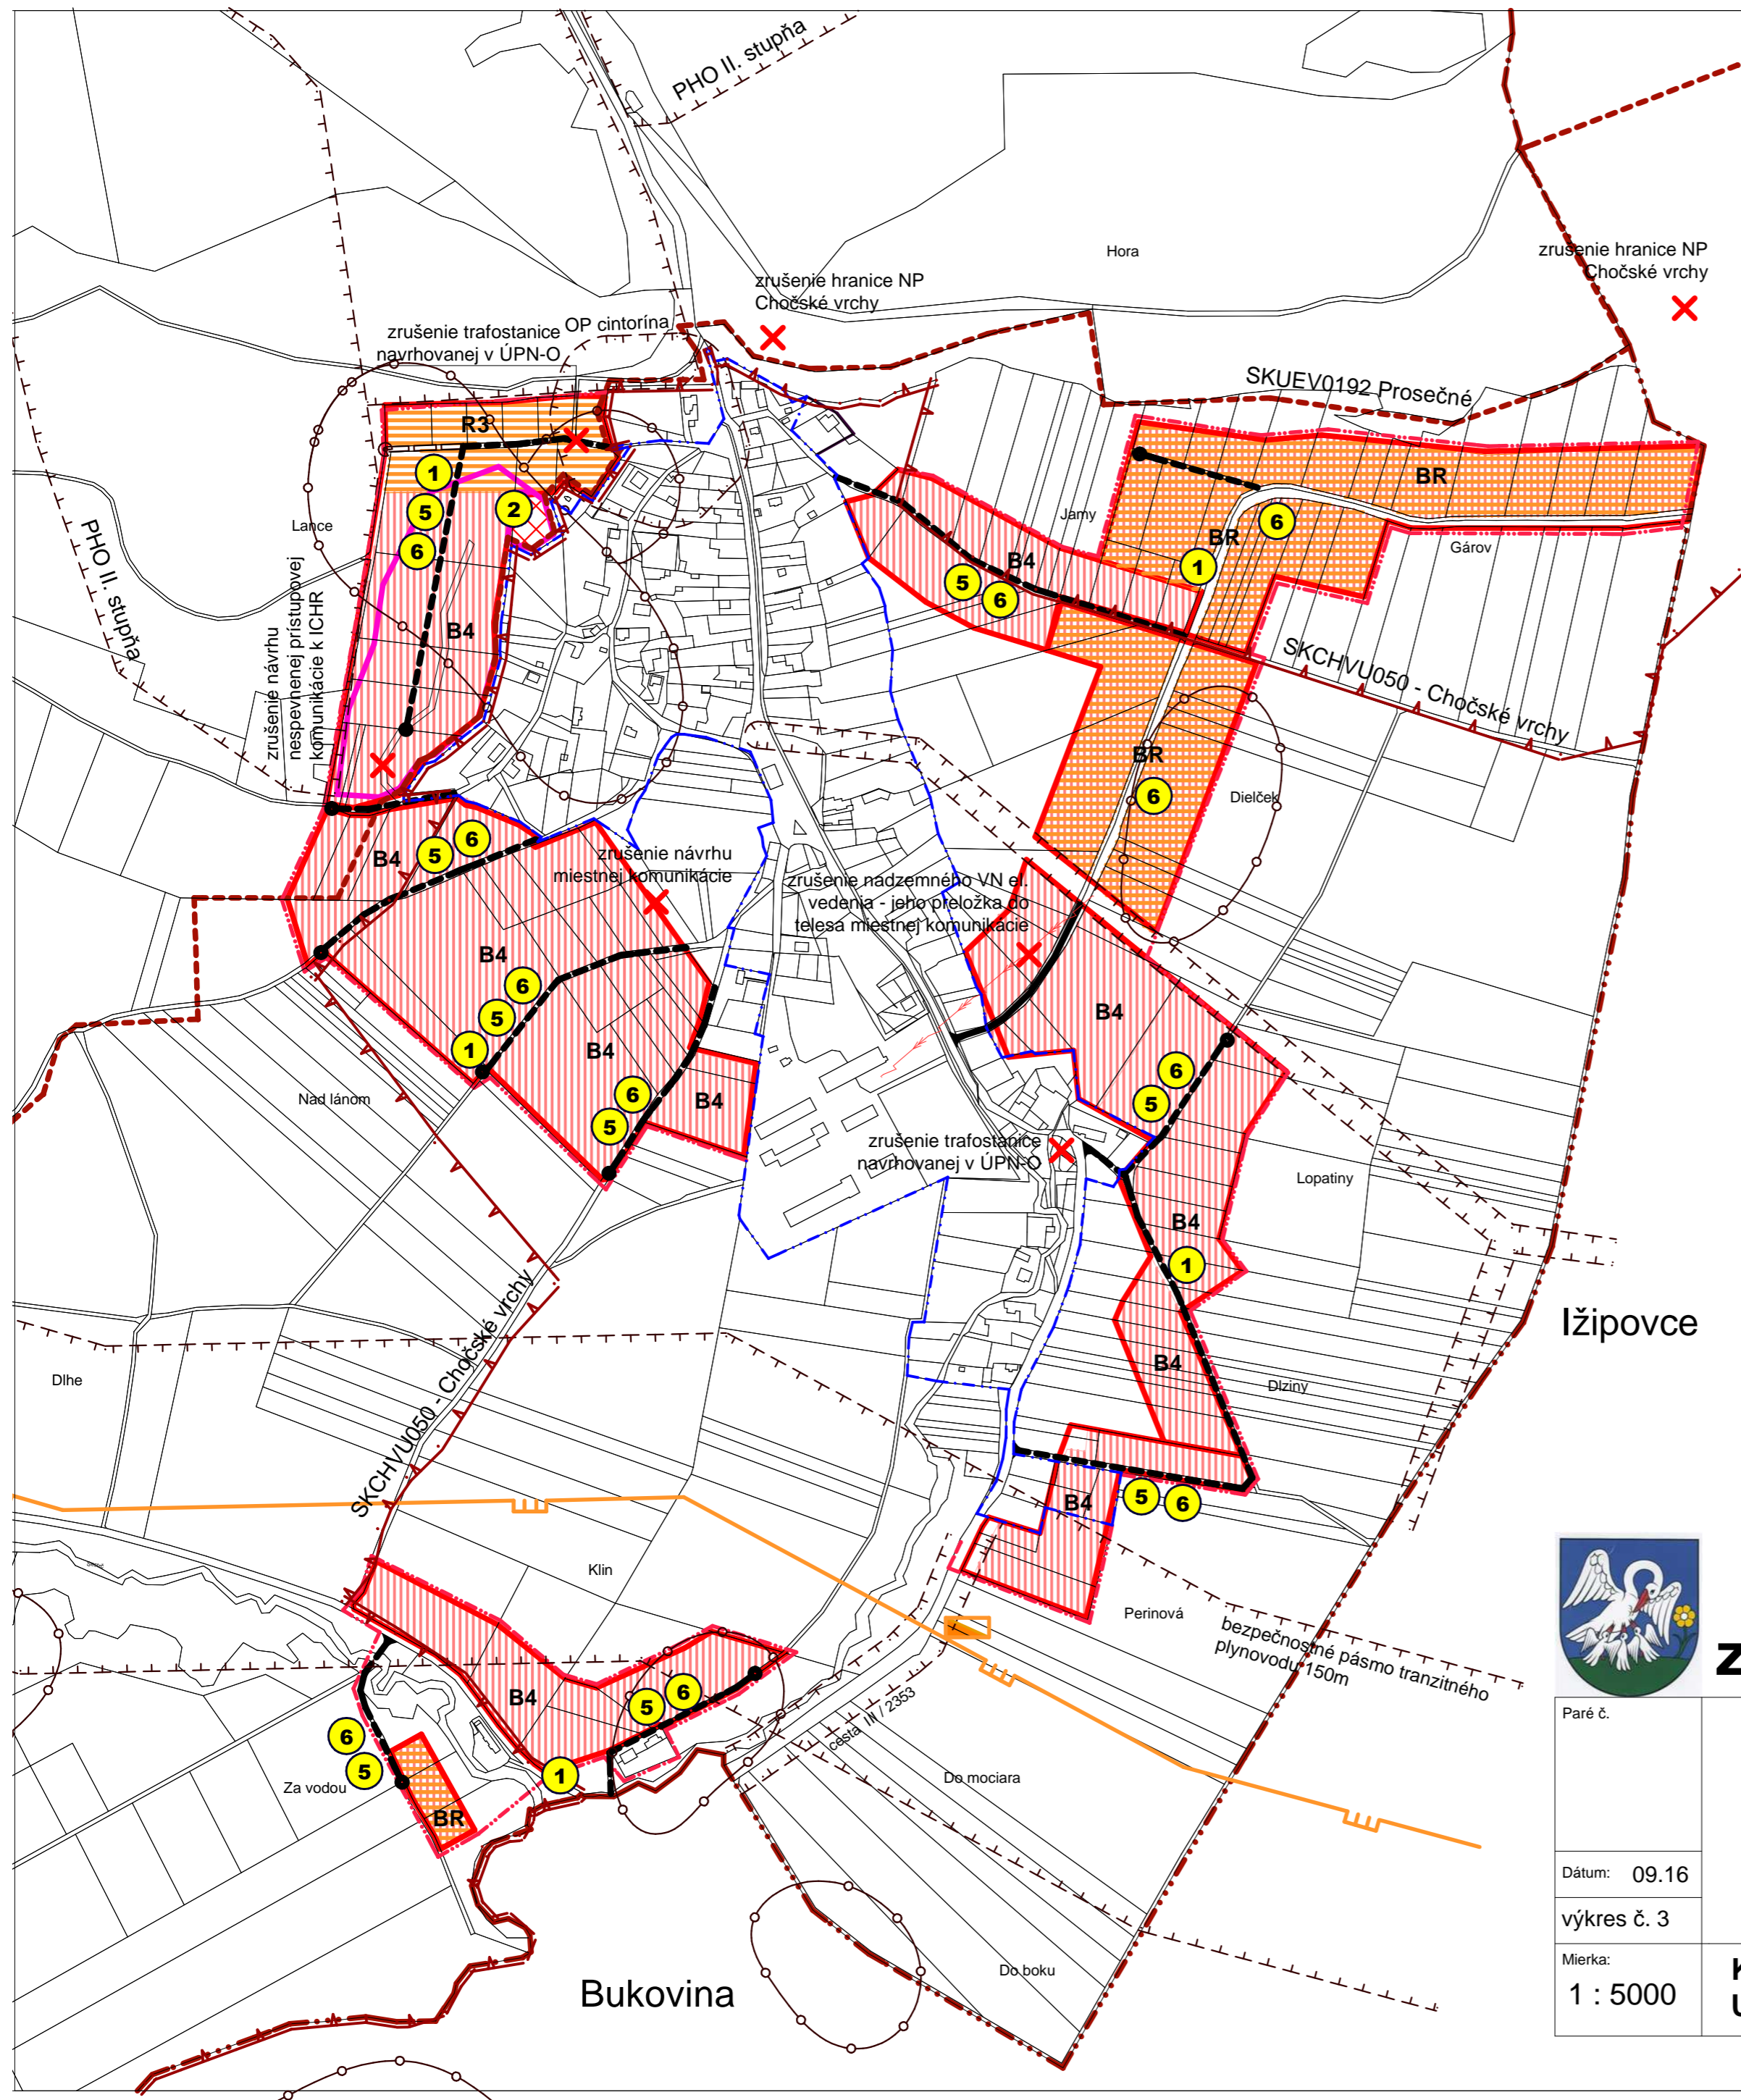 PHO II. stupňa
Hora
zrušenie hranice NP
Chočské vrchy
zrušenie hranice NP
Chočské vrchy
zrušenie trafostanice
navrhovanej v ÚPN-O
OP cintorína
SKUEV0192 Prosečné
R3
BR
1
5
2
6
Lance
Jamy
BR
6
Gárov
B4
1
5
6
PHO II. stupňa
zrušenie návrhu
nespevnenej prístupovej
komunikácie k ICHR
B4
SKCHVU050 - Chočské vrchy
BR
6
Dielček
B4
5
6
zrušenie návrhu
miestnej komunikácie
zrušenie nadzemného VN el.
vedenia - jeho preložka do
telesa miestnej komunikácie
B4
6
5
1
B4
B4
6
5
B4
6
5
Nad lánom
zrušenie trafostanice
navrhovanej v ÚPN-O
Lopatiny
B4
1
Ižipovce
SKCHVU050 - Chočské vrchy
Dlhe
B4
Dlziny
B4
5
6
Klin
Perinová
bezpečnostné pásmo tranzitného
plynovodu 150m
B4
5
6
cesta III / 2353
6
5
1
Za vodou
BR
Do mociara
Do boku
Bukovina
Z
Paré č.
Dátum: 09.16
výkres č. 3
Mierka:
1 : 5000
K
U